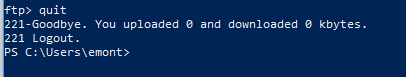 ftp> quit
221-Goodbye. You uploaded 0 and downloaded 0 kbytes.
221 Logout.
PS C:\Users\emont>